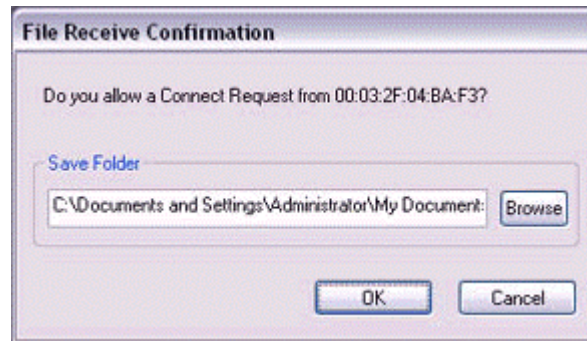 File Receive Confirmation
Do you allow a Connect Request from 00:03:2F:04:BA:F3?
Save Folder
C:\Documents and Settings\Administrator\My Document:
Browse
OK
Cancel